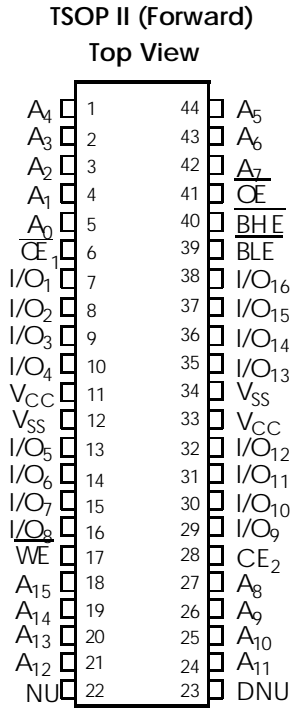 TSOP II (Forward)
Top View
A4 1 44 A5
A3 2 43 A6
A2 3 42 A7
A1 4 41 OE
A0 5 40 BHE
CE1 6 39 BLE
I/O1 7 38 I/O16
I/O2 8 37 I/O15
I/O3 9 36 I/O14
I/O4 10 35 I/O13
VCC 11 34 VSS
VSS 12 33 VCC
I/O5 13 32 I/O12
I/O6 14 31 I/O11
I/O7 15 30 I/O10
I/O8 16 29 I/O9
WE 17 28 CE2
A15 18 27 A8
A14 19 26 A9
A13 20 25 A10
A12 21 24 A11
NU 22 23 DNU